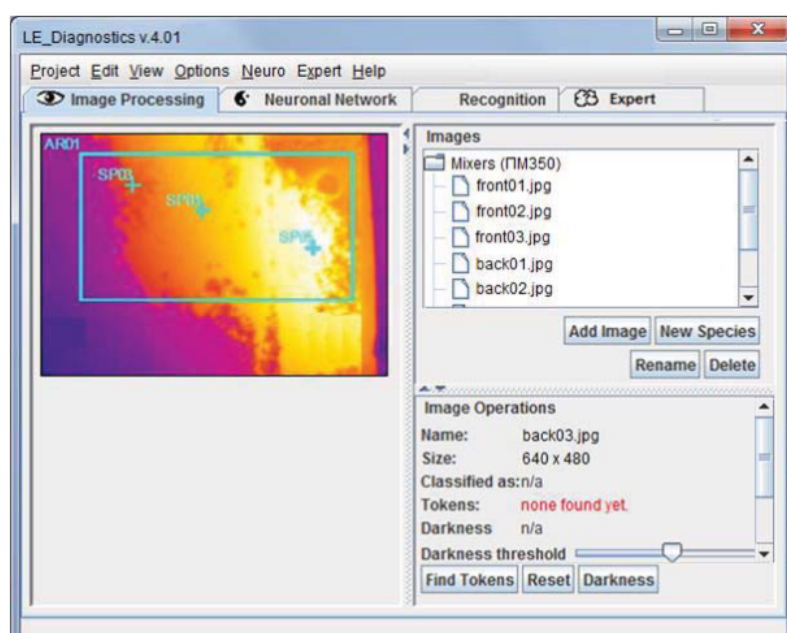 LE_Diagnostics v.4.01
Project Edit View Options Neuro Expert Help
Image Processing Neuronal Network Recognition Expert
AR01
SP03
SP01
Images
Mixers (ПМ350)
front01.jpg
front02.jpg
front03.jpg
back01.jpg
back02.jpg
Add Image New Species
Rename Delete
Image Operations
Name: back03.jpg
Size: 640 x 480
Classified as:n/a
Tokens: none found yet.
Darkness n/a
Darkness threshold
Find Tokens Reset Darkness